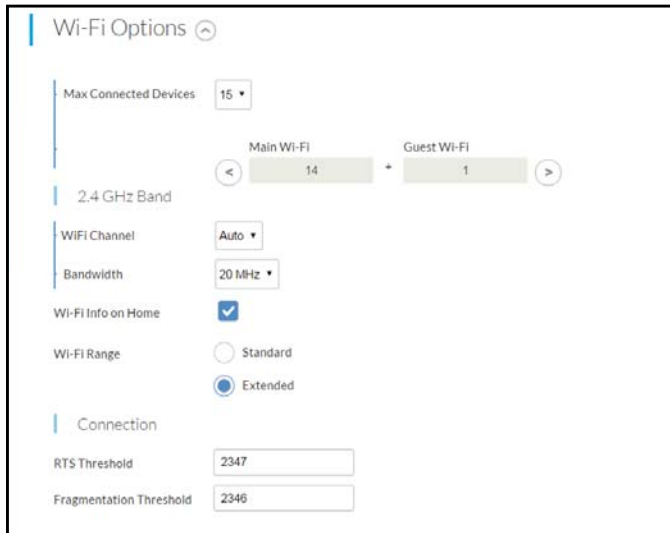 Wi-Fi Options
Max Connected Devices 15
Main Wi-Fi Guest Wi-Fi
< 14 + 1 >
2.4 GHz Band
WiFi Channel Auto
Bandwidth 20 MHz
Wi-Fi Info on Home
Wi-Fi Range Standard
Extended
Connection
RTS Threshold 2347
Fragmentation Threshold 2346